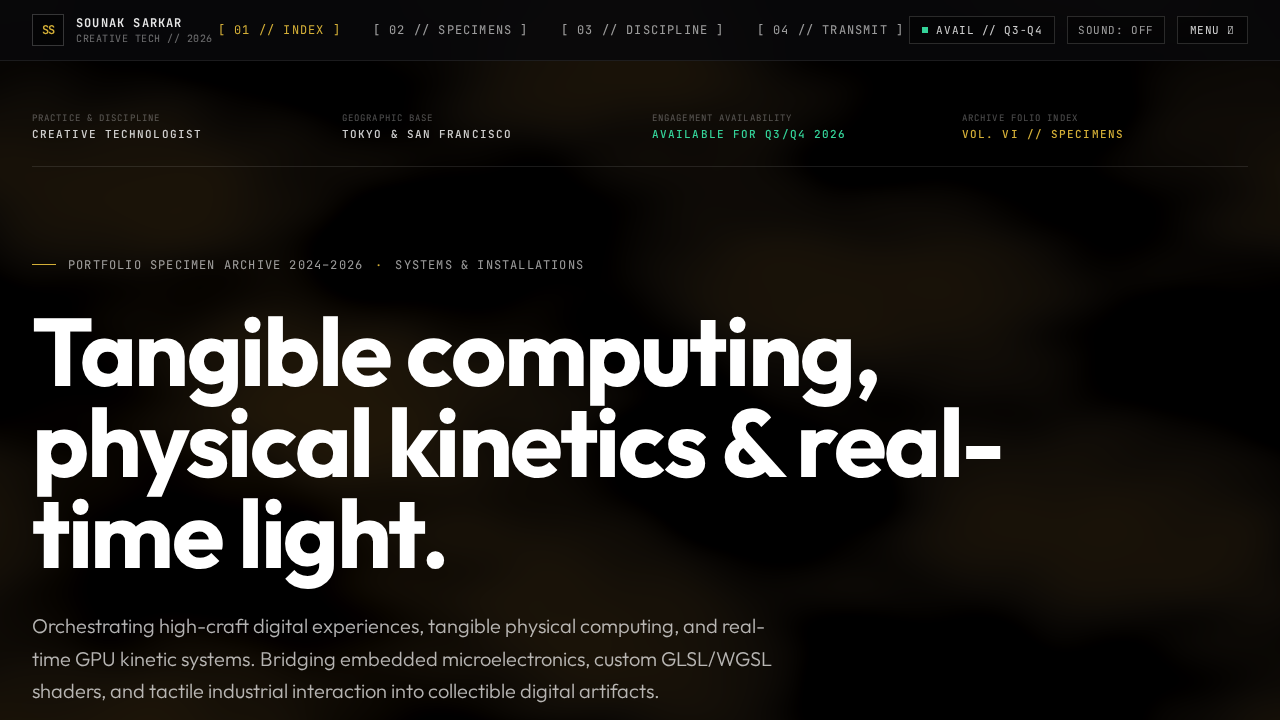 SS
SOUNAK SARKAR
CREATIVE TECH // 2026
[ 01 // INDEX ]
[ 02 // SPECIMENS ]
[ 03 // DISCIPLINE ]
[ 04 // TRANSMIT ]
AVAIL // Q3-Q4
SOUND: OFF
MENU
PRACTICE & DISCIPLINE
CREATIVE TECHNOLOGIST
GEOGRAPHIC BASE
TOKYO & SAN FRANCISCO
ENGAGEMENT AVAILABILITY
AVAILABLE FOR Q3/Q4 2026
ARCHIVE FOLIO INDEX
VOL. VI // SPECIMENS
PORTFOLIO SPECIMEN ARCHIVE 2024–2026 · SYSTEMS & INSTALLATIONS
Tangible computing,
physical kinetics & real-
time light.
Orchestrating high-craft digital experiences, tangible physical computing, and real-
time GPU kinetic systems. Bridging embedded microelectronics, custom GLSL/WGSL
shaders, and tactile industrial interaction into collectible digital artifacts.